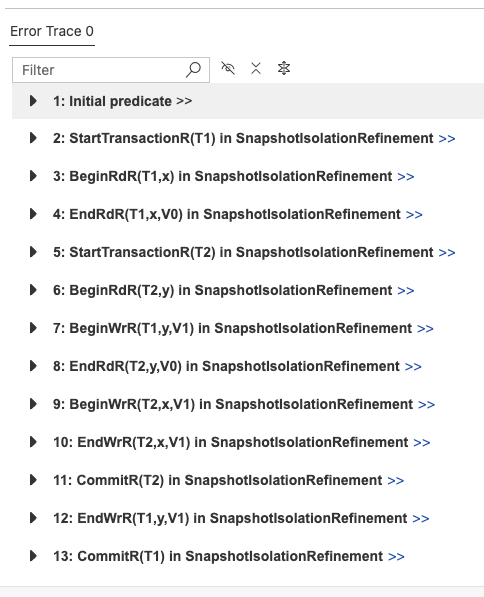 Error Trace 0
Filter
1: Initial predicate >>
2: StartTransactionR(T1) in SnapshotIsolationRefinement >>
3: BeginRdR(T1,x) in SnapshotIsolationRefinement >>
4: EndRdR(T1,x,V0) in SnapshotIsolationRefinement >>
5: StartTransactionR(T2) in SnapshotIsolationRefinement >>
6: BeginRdR(T2,y) in SnapshotIsolationRefinement >>
7: BeginWrR(T1,y,V1) in SnapshotIsolationRefinement >>
8: EndRdR(T2,y,V0) in SnapshotIsolationRefinement >>
9: BeginWrR(T2,x,V1) in SnapshotIsolationRefinement >>
10: EndWrR(T2,x,V1) in SnapshotIsolationRefinement >>
11: CommitR(T2) in SnapshotIsolationRefinement >>
12: EndWrR(T1,y,V1) in SnapshotIsolationRefinement >>
13: CommitR(T1) in SnapshotIsolationRefinement >>